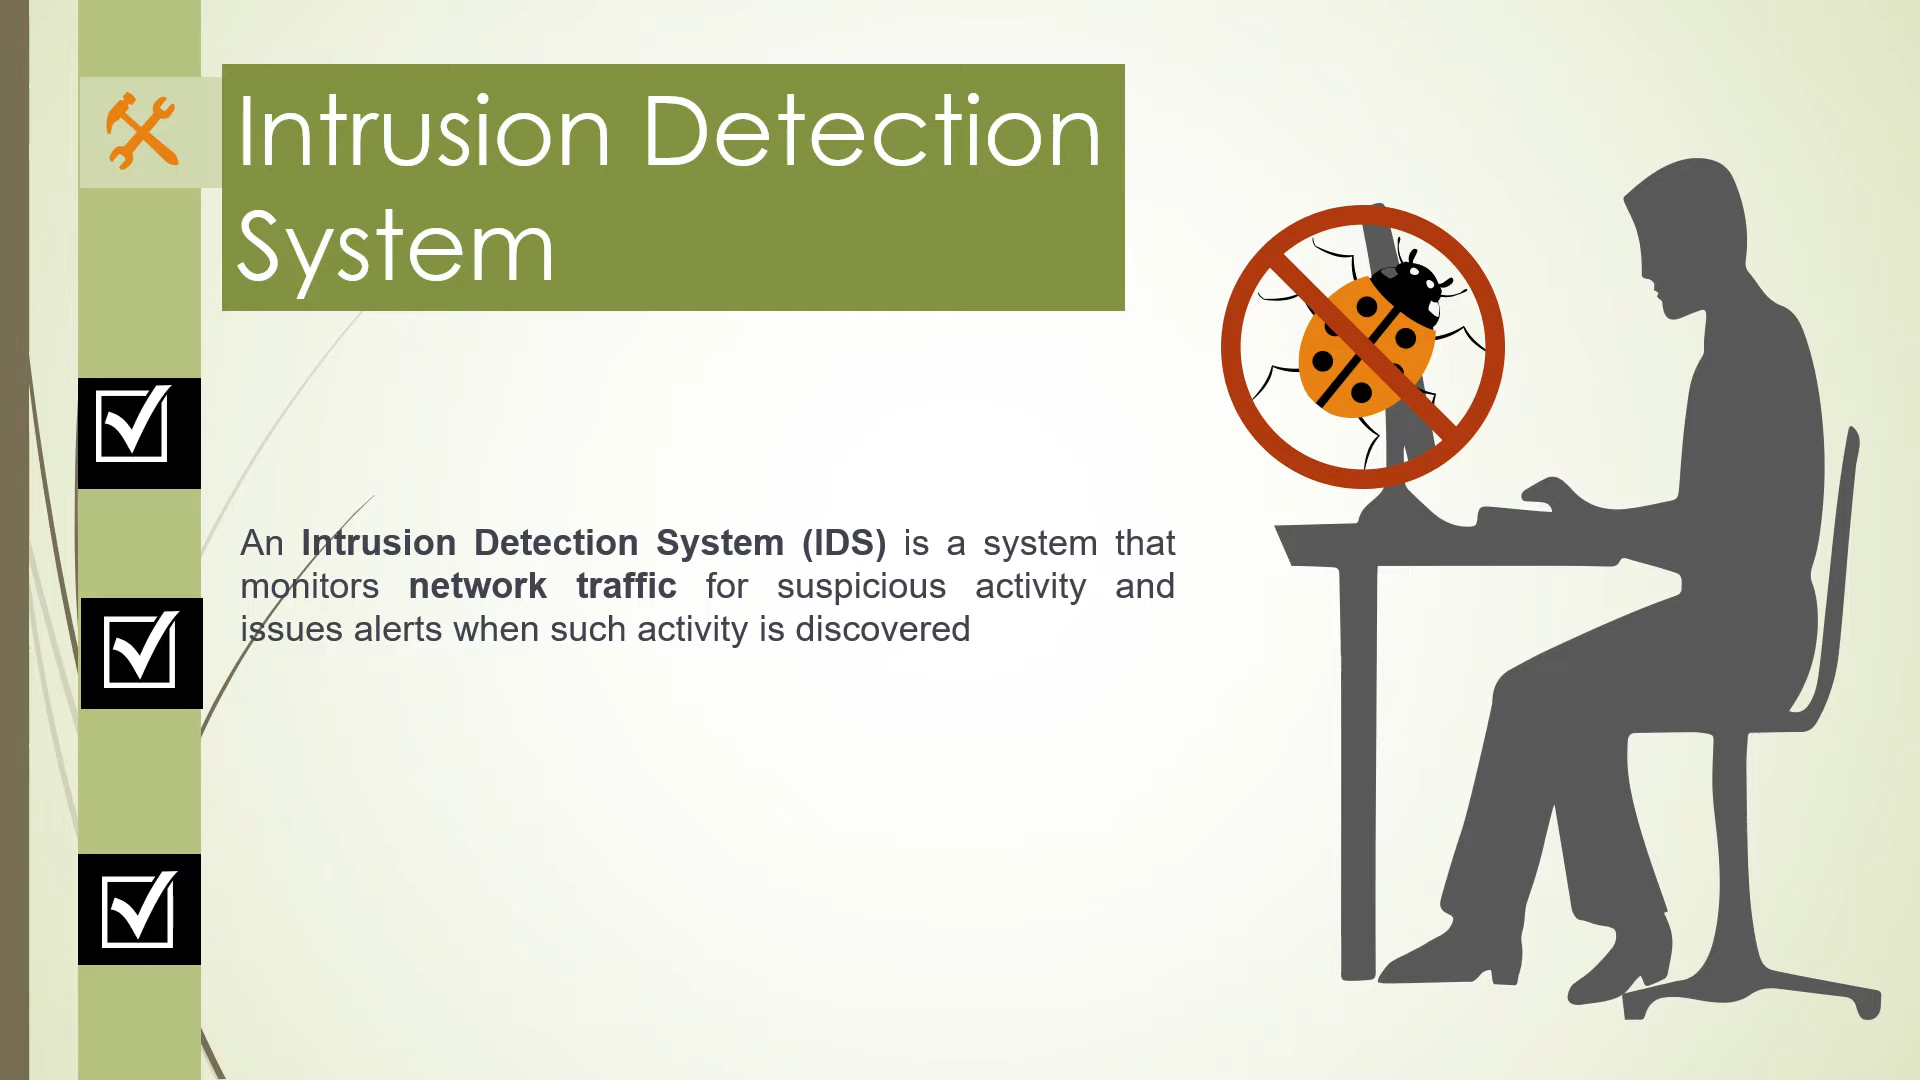 Intrusion Detection
System
An Intrusion Detection System (IDS) is a system that
monitors network traffic for suspicious activity and
issues alerts when such activity is discovered